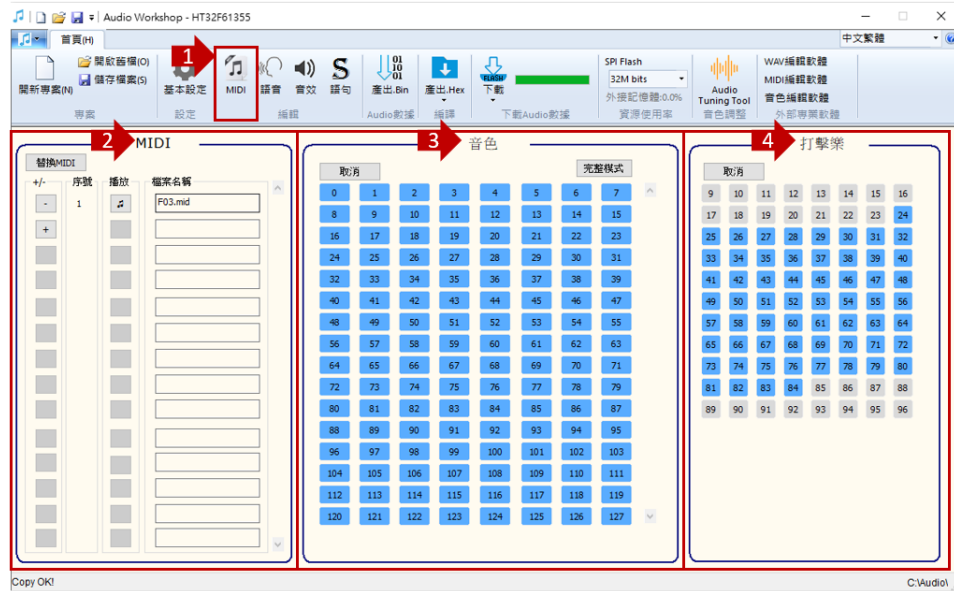 Audio Workshop - HT32F61355
首頁(H)
中文繁體
1
開新專案(N)
開啟舊檔(O)
儲存檔案(S)
專案
基本設定
設定
MIDI
語音
音效
S
語句
編輯
01
10
01
產出.Bin
Audio數據
產出.Hex
編譯
FLASH
下載
下載Audio數據
SPI Flash
32M bits
外接記憶體:0.0%
資源使用率
Audio
Tuning Tool
音色調整
WAV編輯軟體
MIDI編輯軟體
音色編輯軟體
外部專業軟體
2
MIDI
替換MIDI
+/- 序號 播放 檔案名稱
- 1 F03.mid
+
3
音色
取消 完整模式
0 1 2 3 4 5 6 7
8 9 10 11 12 13 14 15
16 17 18 19 20 21 22 23
24 25 26 27 28 29 30 31
32 33 34 35 36 37 38 39
40 41 42 43 44 45 46 47
48 49 50 51 52 53 54 55
56 57 58 59 60 61 62 63
64 65 66 67 68 69 70 71
72 73 74 75 76 77 78 79
80 81 82 83 84 85 86 87
88 89 90 91 92 93 94 95
96 97 98 99 100 101 102 103
104 105 106 107 108 109 110 111
112 113 114 115 116 117 118 119
120 121 122 123 124 125 126 127
4
打擊樂
取消
9 10 11 12 13 14 15 16
17 18 19 20 21 22 23 24
25 26 27 28 29 30 31 32
33 34 35 36 37 38 39 40
41 42 43 44 45 46 47 48
49 50 51 52 53 54 55 56
57 58 59 60 61 62 63 64
65 66 67 68 69 70 71 72
73 74 75 76 77 78 79 80
81 82 83 84 85 86 87 88
89 90 91 92 93 94 95 96
Copy OK!
C:\Audio\